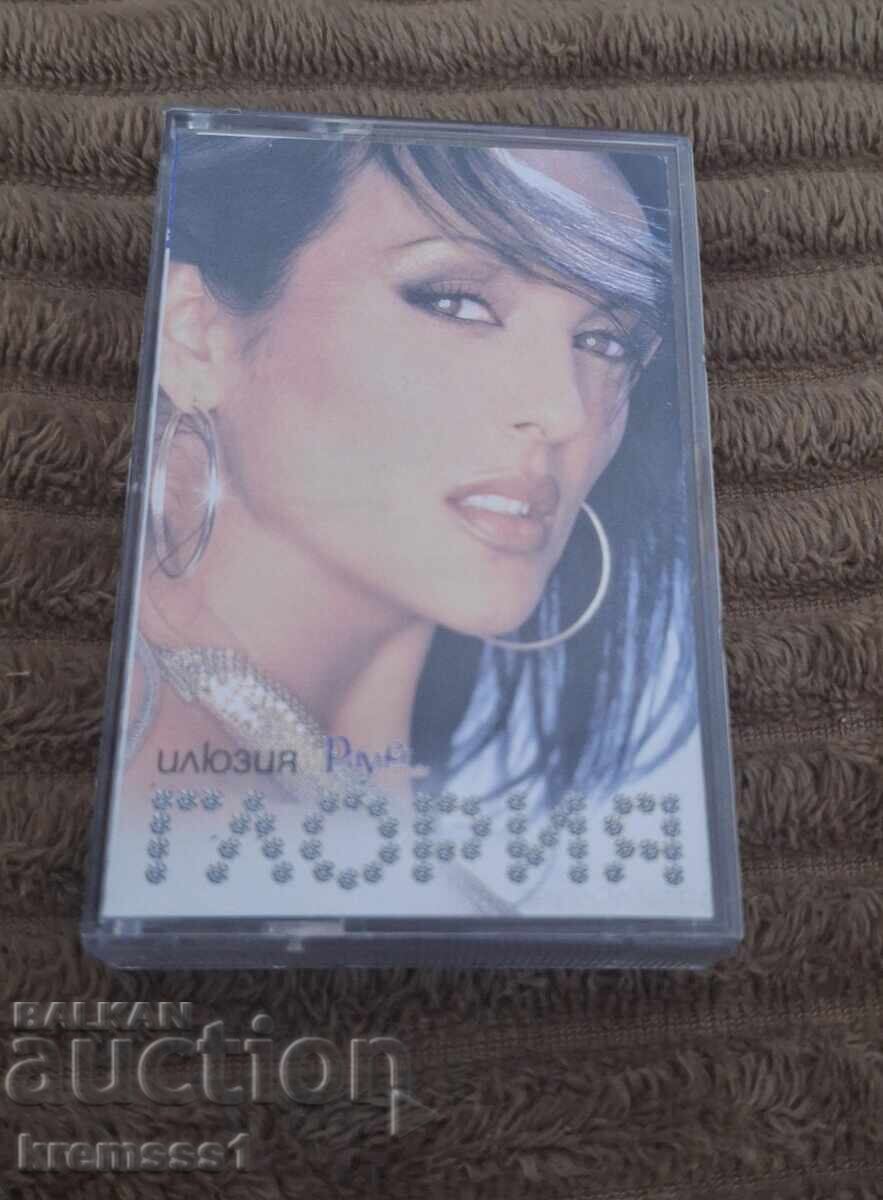 илюзия
ГЛОРИЯ
BALKAN
auction
kremsss1